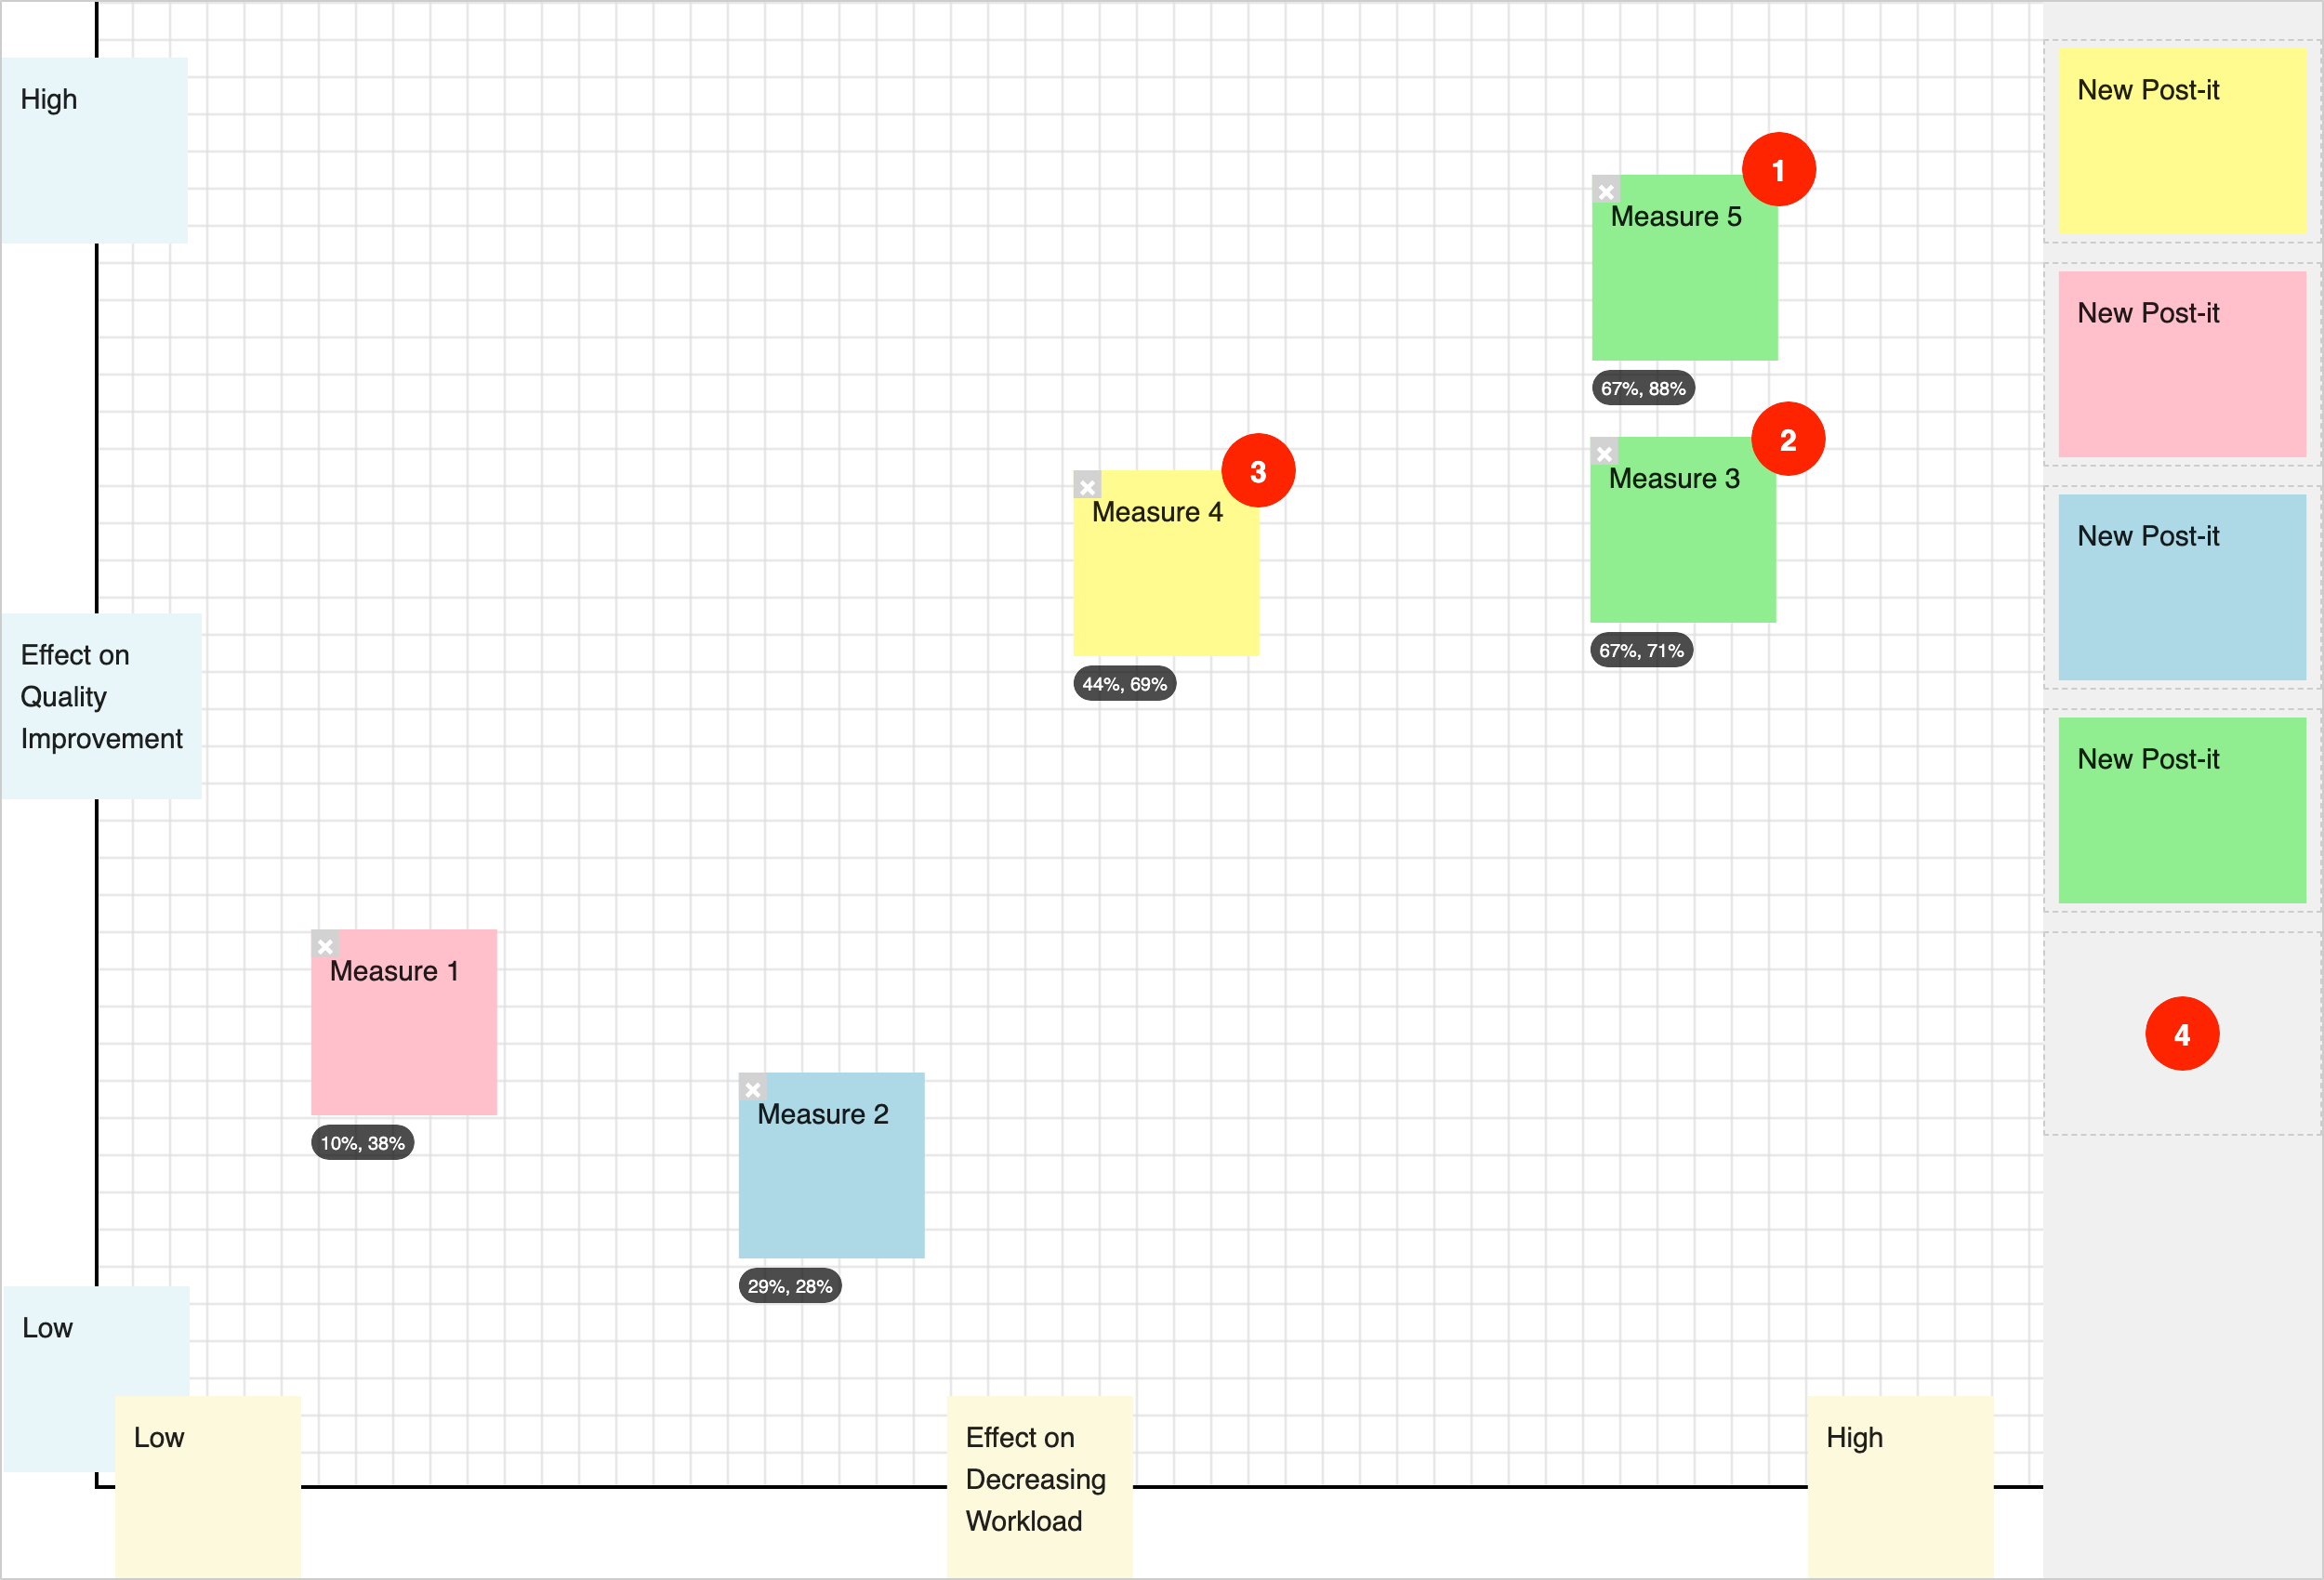 High
New Post-it
1
Measure 5
67%, 88%
New Post-it
2
Measure 3
67%, 71%
3
Measure 4
44%, 69%
New Post-it
Effect on
Quality
Improvement
New Post-it
Measure 1
10%, 38%
4
Measure 2
29%, 28%
Low
Low
Effect on
Decreasing
Workload
High